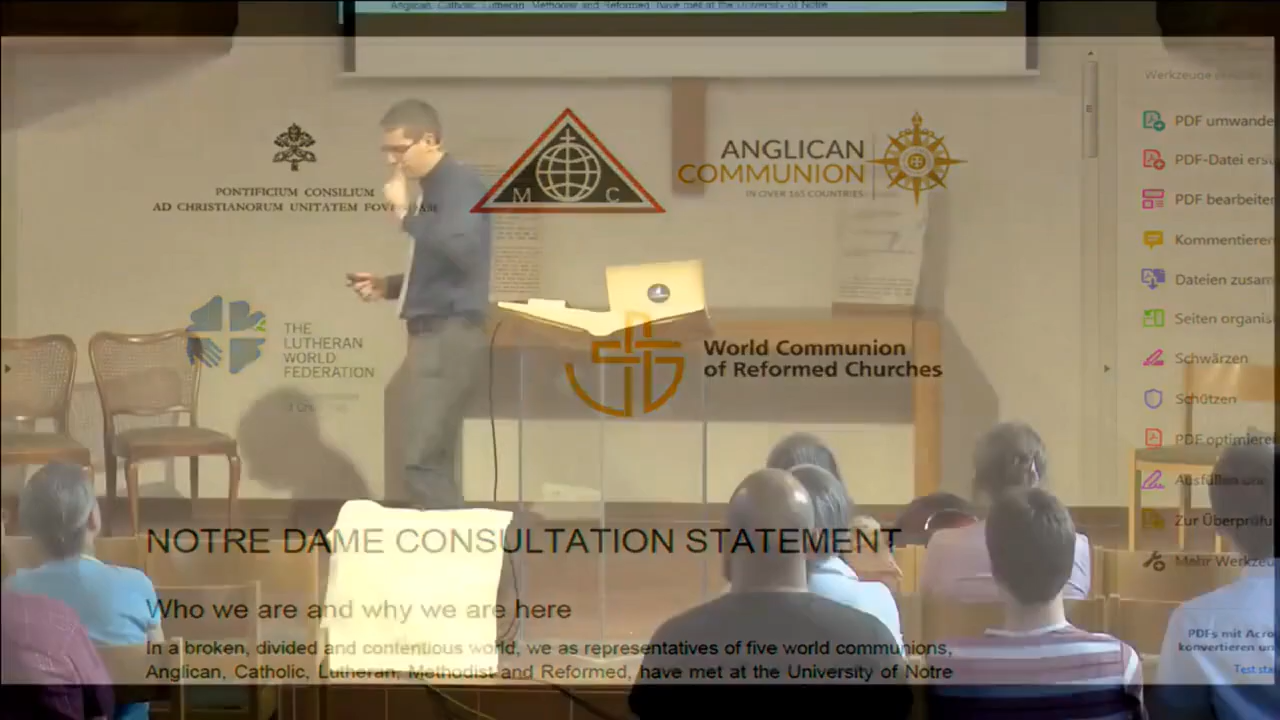 Anglican, Catholic, Lutheran, Methodist and Reformed, have met at the University of Notre
PONTIFICIUM CONSILIUM
AD CHRISTIANORUM UNITATEM
M C
ANGLICAN
COMMUNION
IN OVER 165 COUNTRIES
THE
LUTHERAN
WORLD
FEDERATION
World Communion
of Reformed Churches
NOTRE DAME CONSULTATION STATEMENT
Who we are and why we are here
In a broken, divided and contentious world, we as representatives of five world communions,
Anglican, Catholic, Lutheran, Methodist and Reformed, have met at the University of Notre
Werkzeuge
PDF umwande
PDF-Datei erst
PDF bearbeiten
Kommentieren
Dateien zusam
Seiten organis
Schwärzen
Schützen
PDF optimieren
Ausfüllen und
Zur Überprüfu
Mehr Werkzeu
PDFs mit Acro
konvertieren un
Test sta